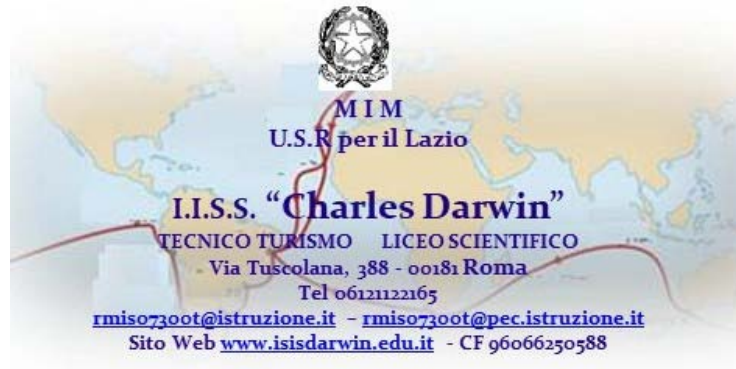 M I M
U.S.R per il Lazio
I.I.S.S. “Charles Darwin”
TECNICO TURISMO LICEO SCIENTIFICO
Via Tuscolana, 388 - 00181 Roma
Tel 06121122165
rmis07300t@istruzione.it – rmis07300t@pec.istruzione.it
Sito Web www.isisdarwin.edu.it - CF 96066250588